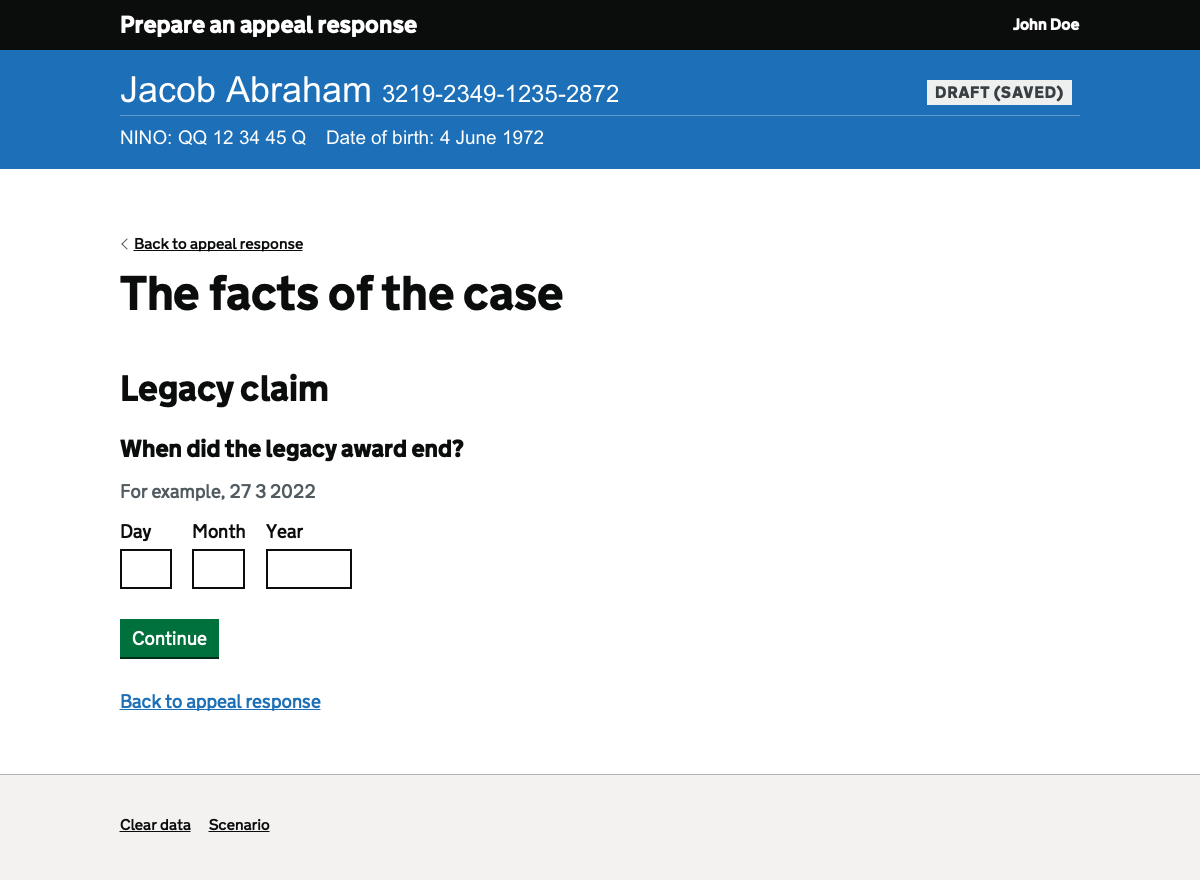 Prepare an appeal response John Doe
Jacob Abraham 3219-2349-1235-2872 DRAFT (SAVED)
NINO: QQ 12 34 45 Q Date of birth: 4 June 1972
Back to appeal response
The facts of the case
Legacy claim
When did the legacy award end?
For example, 27 3 2022
Day Month Year
Continue
Back to appeal response
Clear data Scenario